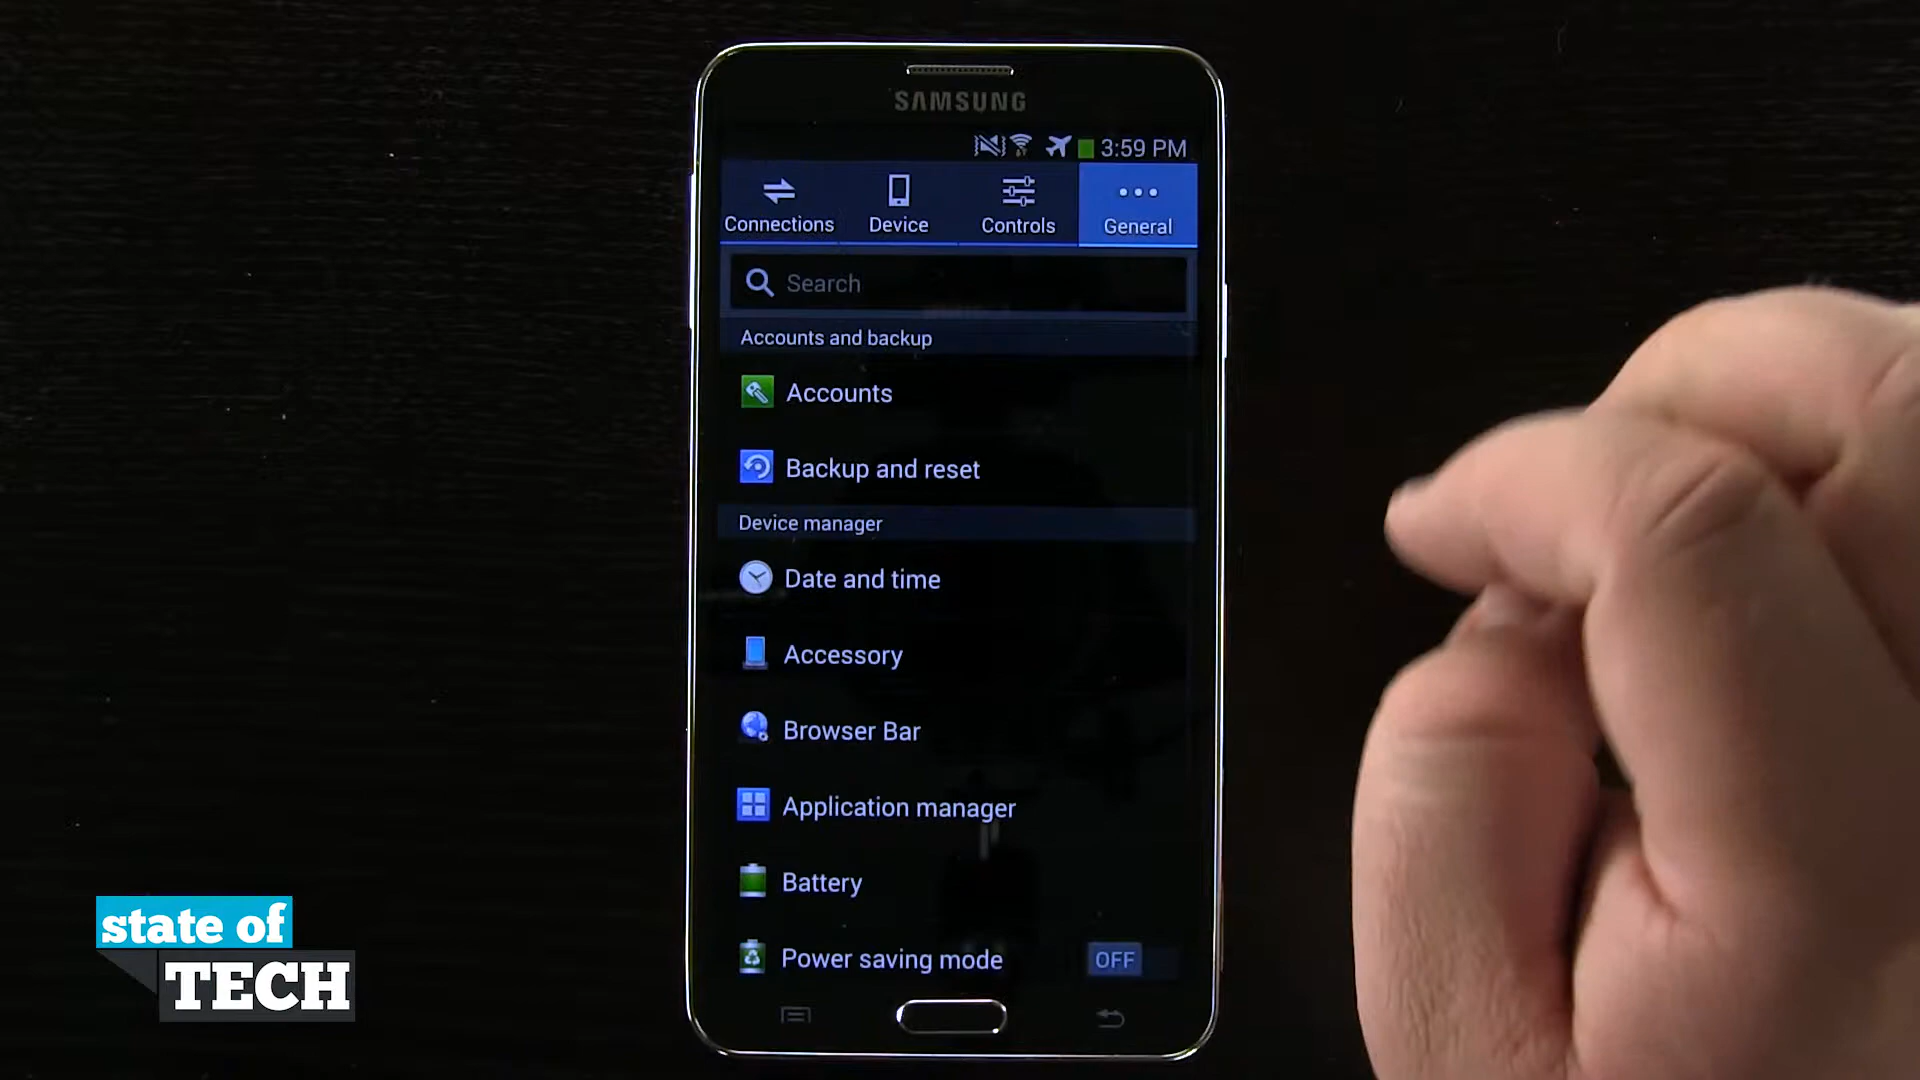 SAMSUNG
3:59 PM
Connections
Device
Controls
General
Search
Accounts and backup
Accounts
Backup and reset
Device manager
Date and time
Accessory
Browser Bar
Application manager
Battery
Power saving mode
OFF
state of
TECH